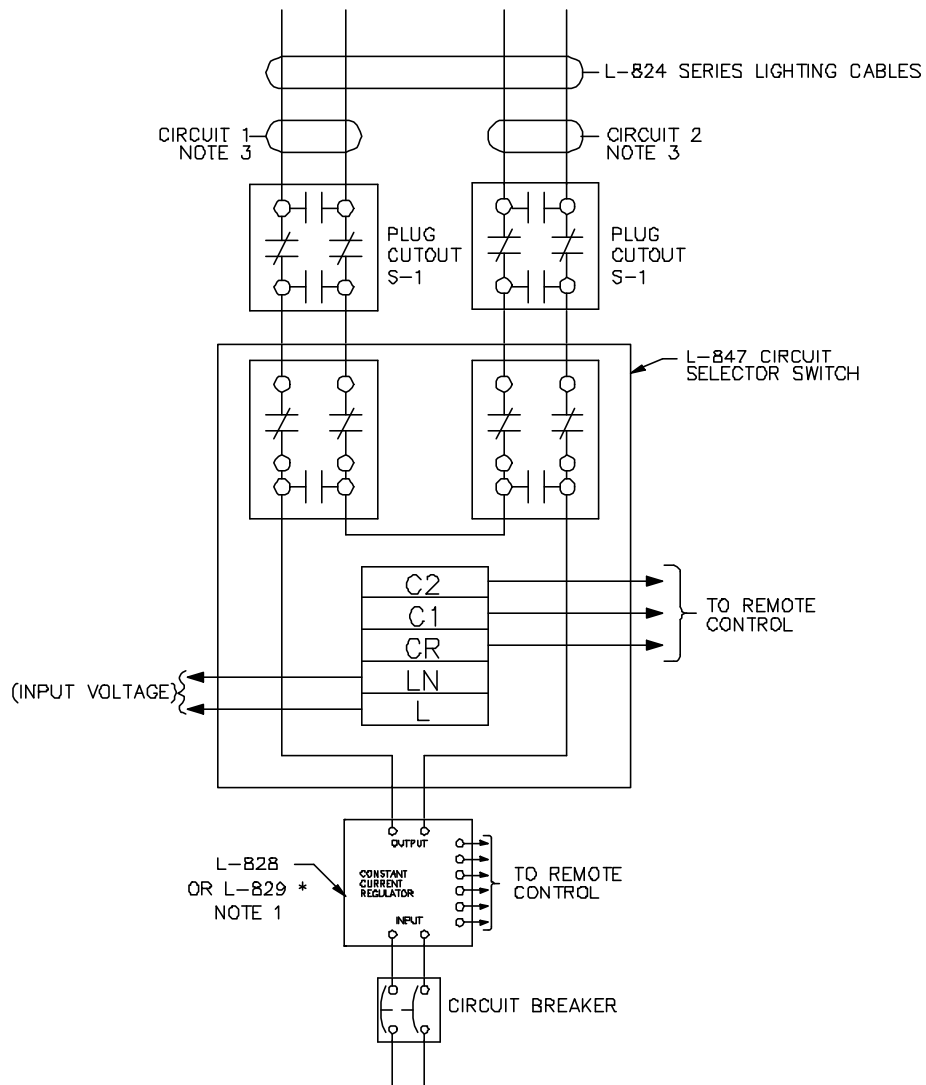 L-824 SERIES LIGHTING CABLES
CIRCUIT 1
NOTE 3
CIRCUIT 2
NOTE 3
PLUG
CUTOUT
S-1
PLUG
CUTOUT
S-1
L-847 CIRCUIT
SELECTOR SWITCH
C2
C1
CR
LN
L
TO REMOTE
CONTROL
(INPUT VOLTAGE)
OUTPUT
CONSTANT
CURRENT
REGULATOR
INPUT
L-828
OR L-829 *
NOTE 1
TO REMOTE
CONTROL
CIRCUIT BREAKER